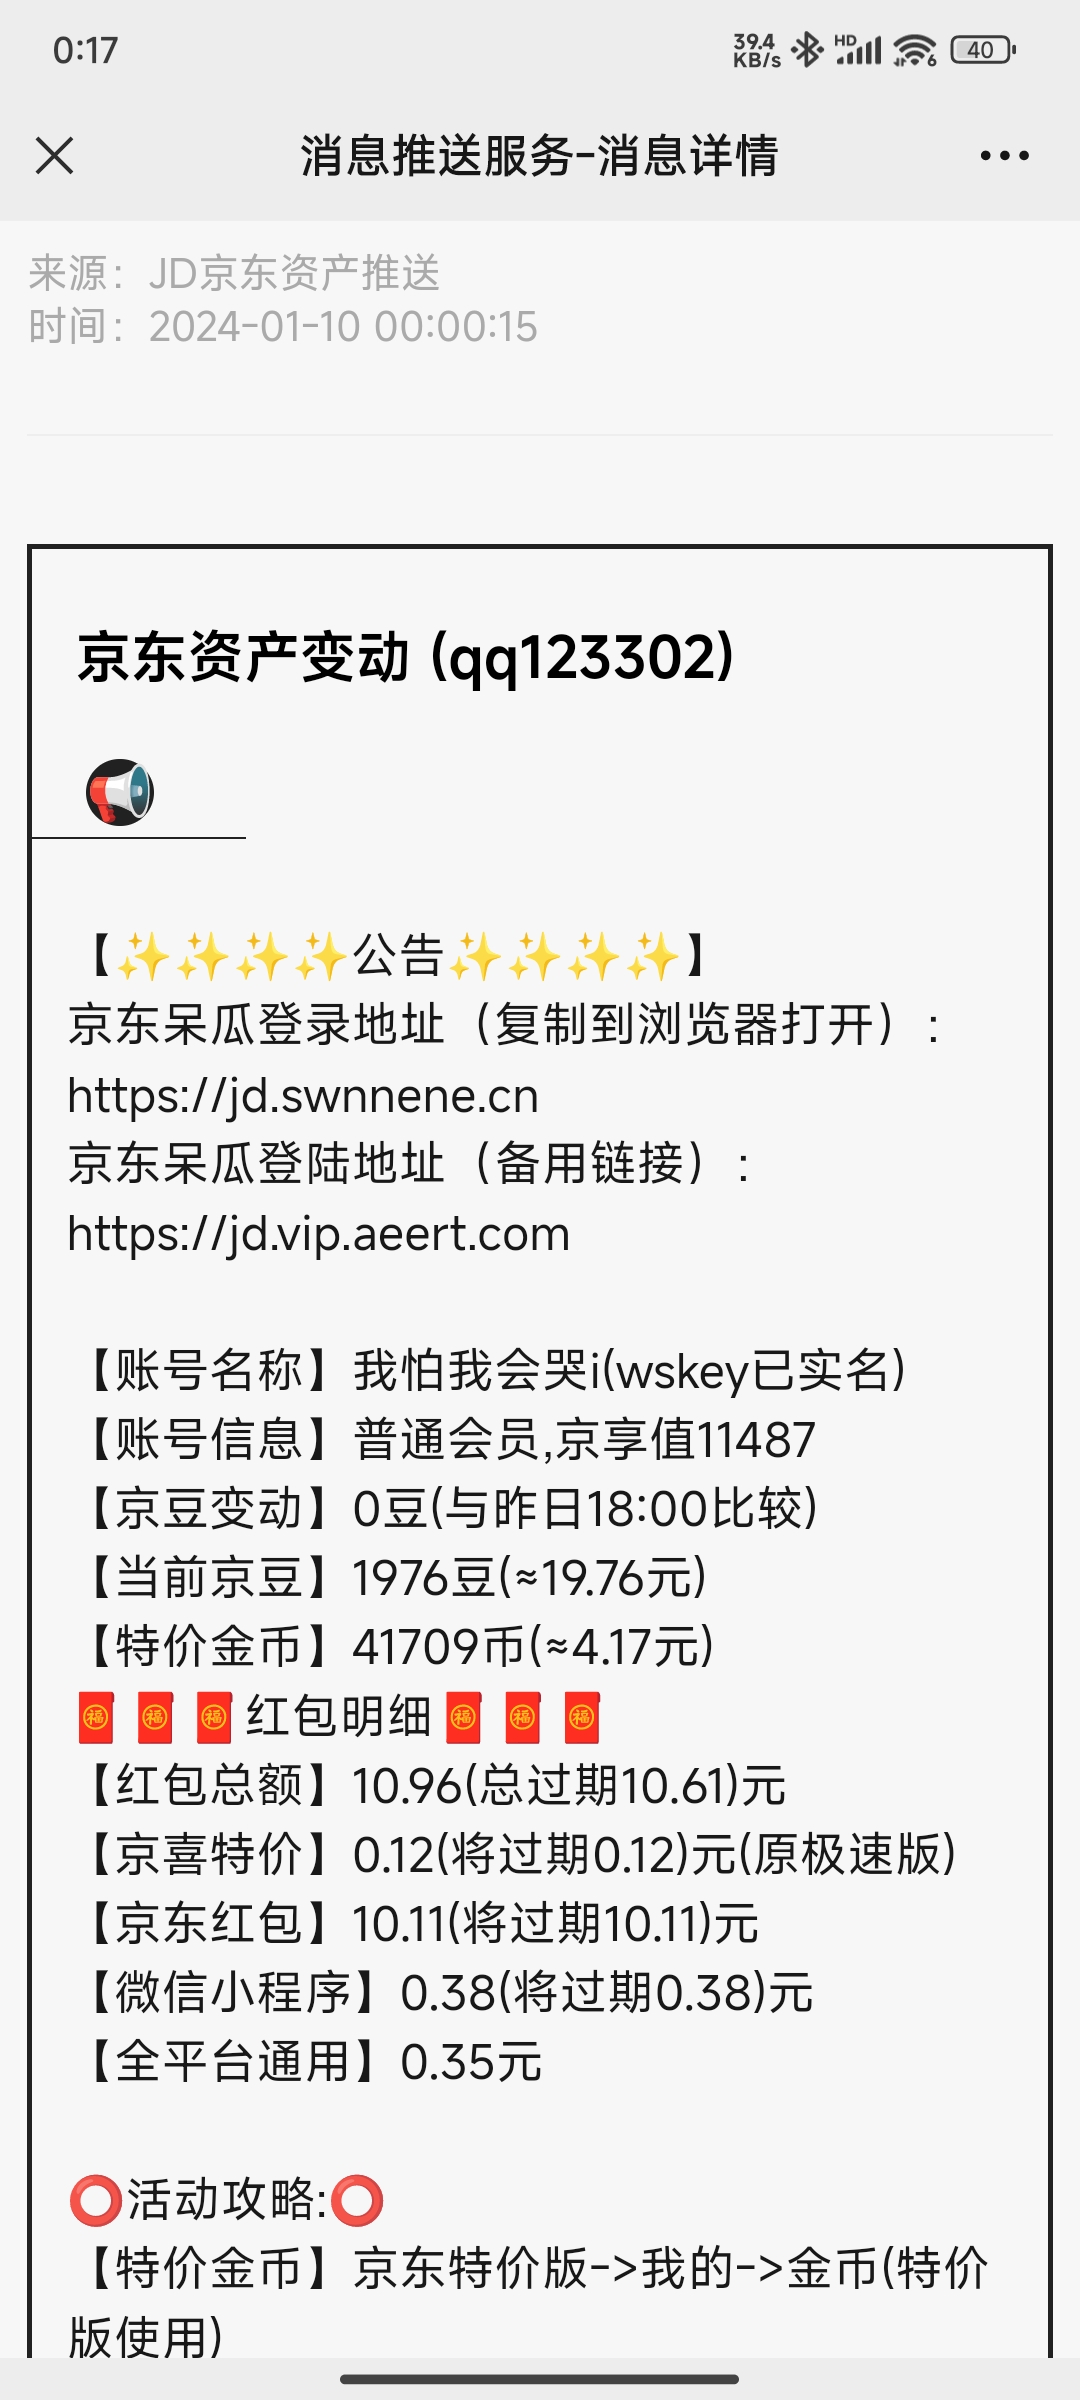 0:17
39.4 KB/s HD 6 40
消息推送服务-消息详情
来源：JD京东资产推送
时间：2024-01-10 00:00:15
京东资产变动 (qq123302)
【✨✨✨✨公告✨✨✨✨】
京东呆瓜登录地址（复制到浏览器打开）：
https://jd.swnnene.cn
京东呆瓜登陆地址（备用链接）：
https://jd.vip.aeert.com
【账号名称】我怕我会哭i(wskey已实名)
【账号信息】普通会员,京享值11487
【京豆变动】0豆(与昨日18:00比较)
【当前京豆】1976豆(≈19.76元)
【特价金币】41709币(≈4.17元)
🧧🧧🧧红包明细🧧🧧🧧
【红包总额】10.96(总过期10.61)元
【京喜特价】0.12(将过期0.12)元(原极速版)
【京东红包】10.11(将过期10.11)元
【微信小程序】0.38(将过期0.38)元
【全平台通用】0.35元
⭕活动攻略:⭕
【特价金币】京东特价版->我的->金币(特价
版使用)